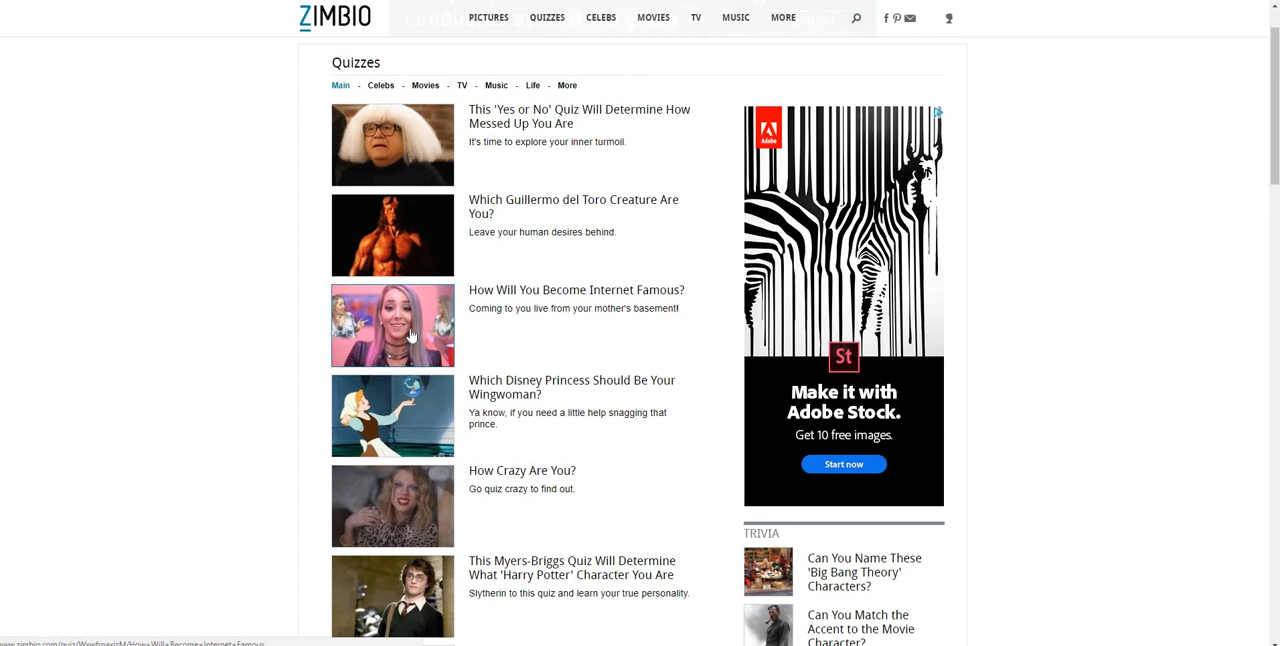 ZIMBIO
PICTURES QUIZZES CELEBS MOVIES TV MUSIC MORE
Quizzes
Main - Celebs - Movies - TV - Music - Life - More
This 'Yes or No' Quiz Will Determine How
Messed Up You Are
It's time to explore your inner turmoil.
Which Guillermo del Toro Creature Are
You?
Leave your human desires behind.
How Will You Become Internet Famous?
Coming to you live from your mother's basement!
Which Disney Princess Should Be Your
Wingwoman?
Ya know, if you need a little help snagging that
prince.
How Crazy Are You?
Go quiz crazy to find out.
This Myers-Briggs Quiz Will Determine
What 'Harry Potter' Character You Are
Slytherin to this quiz and learn your true personality.
Adobe
St
Make it with
Adobe Stock.
Get 10 free images.
Start now
TRIVIA
Can You Name These
'Big Bang Theory'
Characters?
Can You Match the
Accent to the Movie
Character?